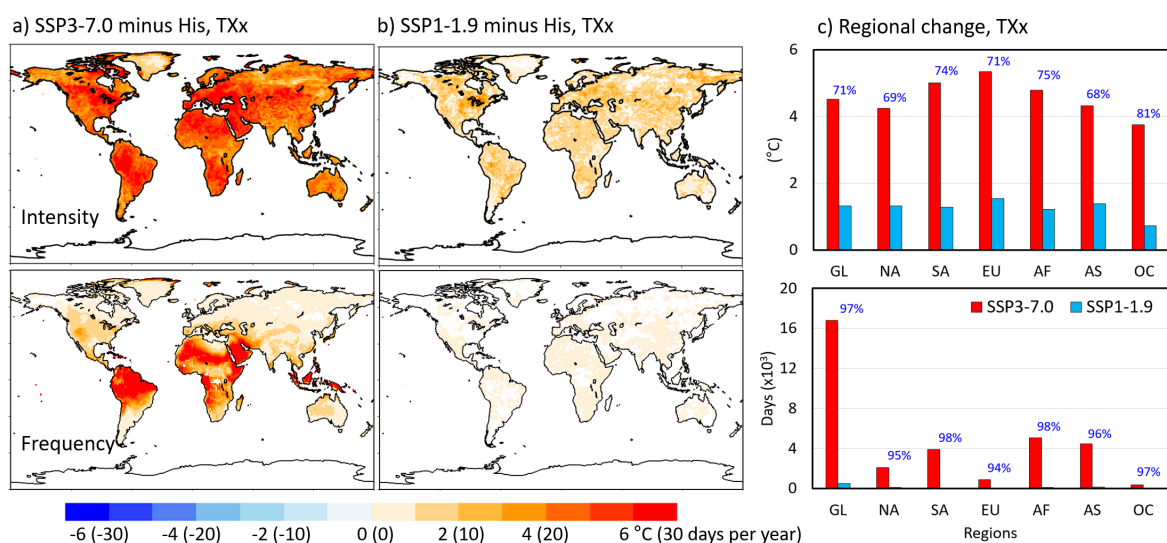 a) SSP3-7.0 minus His, TXx
b) SSP1-1.9 minus His, TXx
c) Regional change, TXx
Intensity
Frequency
-6 (-30) -4 (-20) -2 (-10) 0 (0) 2 (10) 4 (20) 6 °C (30 days per year)
6
4
2
0
(°C)
71% 69% 74% 71% 75% 68% 81%
GL NA SA EU AF AS OC
20
16
12
8
4
0
Days (x10³)
SSP3-7.0 SSP1-1.9
97% 95% 98% 94% 98% 96% 97%
GL NA SA EU AF AS OC
Regions